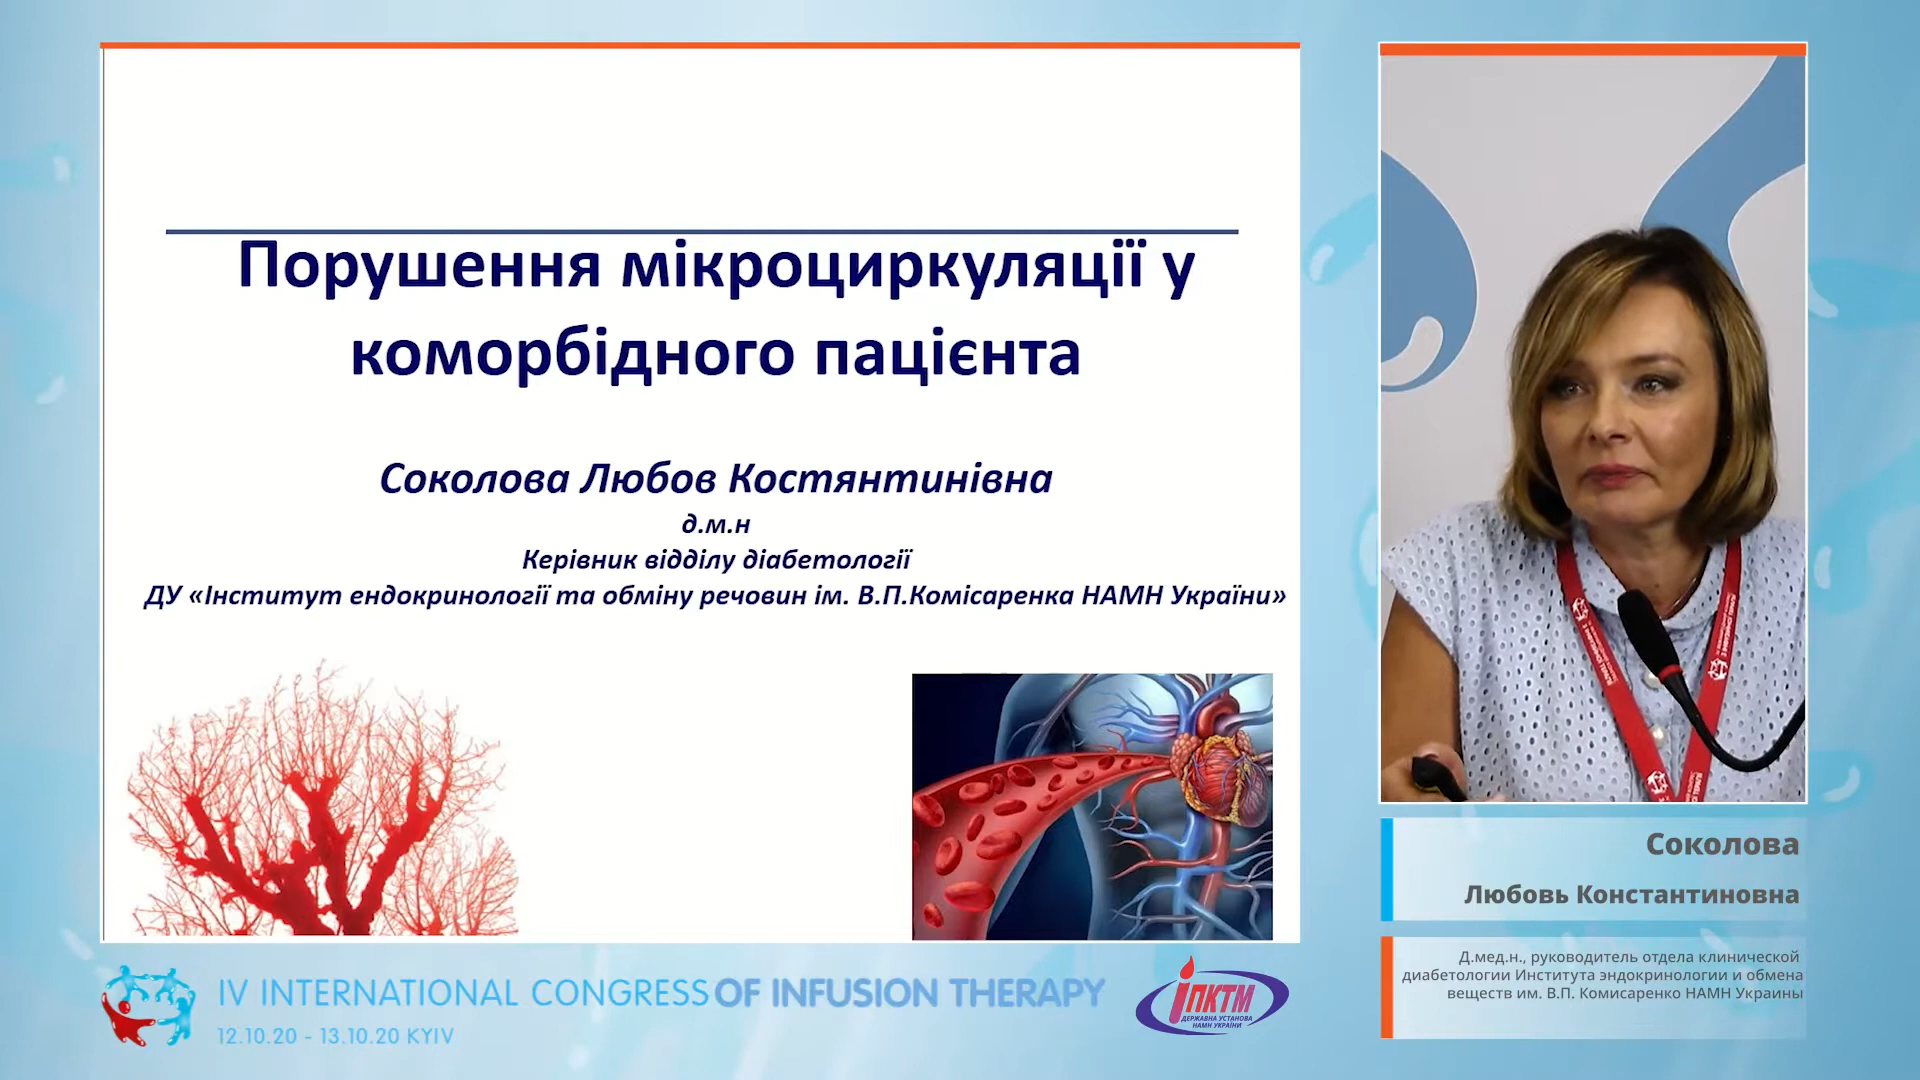 Порушення мікроциркуляції у
коморбідного пацієнта
Соколова Любов Костянтинівна
д.м.н
Керівник відділу діабетології
ДУ «Інститут ендокринології та обміну речовин ім. В.П.Комісаренка НАМН України»
Соколова
Любовь Константиновна
Д.мед.н., руководитель отдела клинической
диабетологии Института эндокринологии и обмена
веществ им. В.П. Комисаренко НАМН Украины
IV INTERNATIONAL CONGRESS OF INFUSION THERAPY
12.10.20 - 13.10.20 KYIV
ІПКТМ
ДЕРЖАВНА УСТАНОВА
НАМН УКРАЇНИ